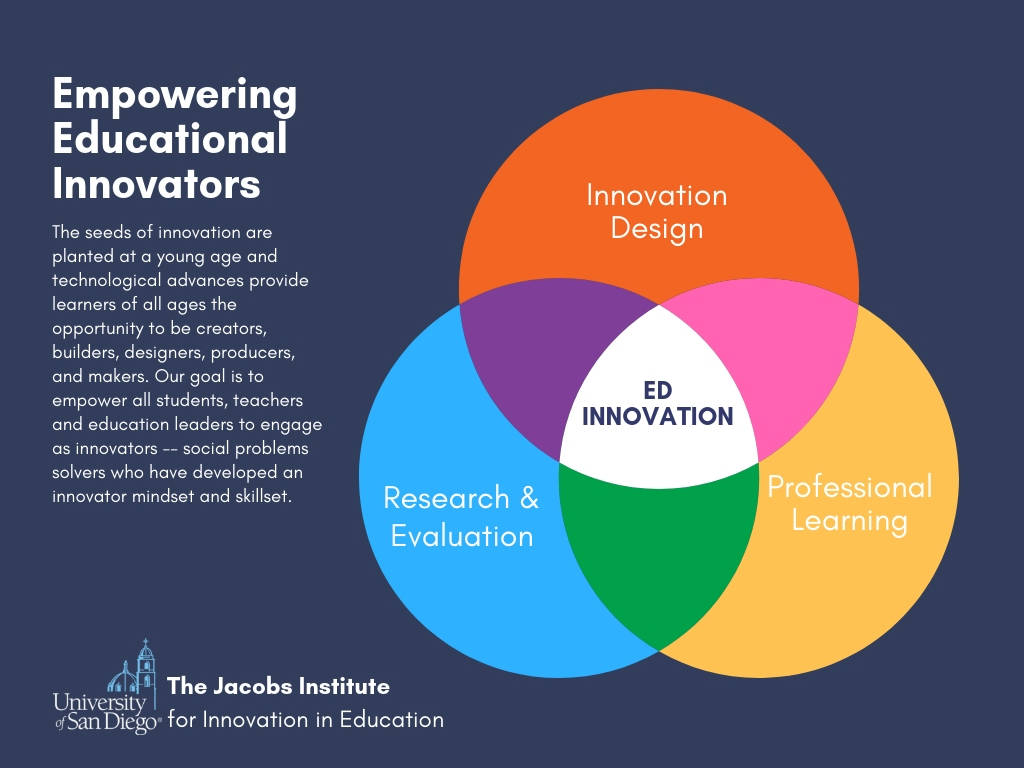 Empowering
Educational
Innovators
The seeds of innovation are
planted at a young age and
technological advances provide
learners of all ages the
opportunity to be creators,
builders, designers, producers,
and makers. Our goal is to
empower all students, teachers
and education leaders to engage
as innovators -- social problems
solvers who have developed an
innovator mindset and skillset.
Innovation
Design
ED
INNOVATION
Research &
Evaluation
Professional
Learning
University
of San Diego®
The Jacobs Institute
for Innovation in Education